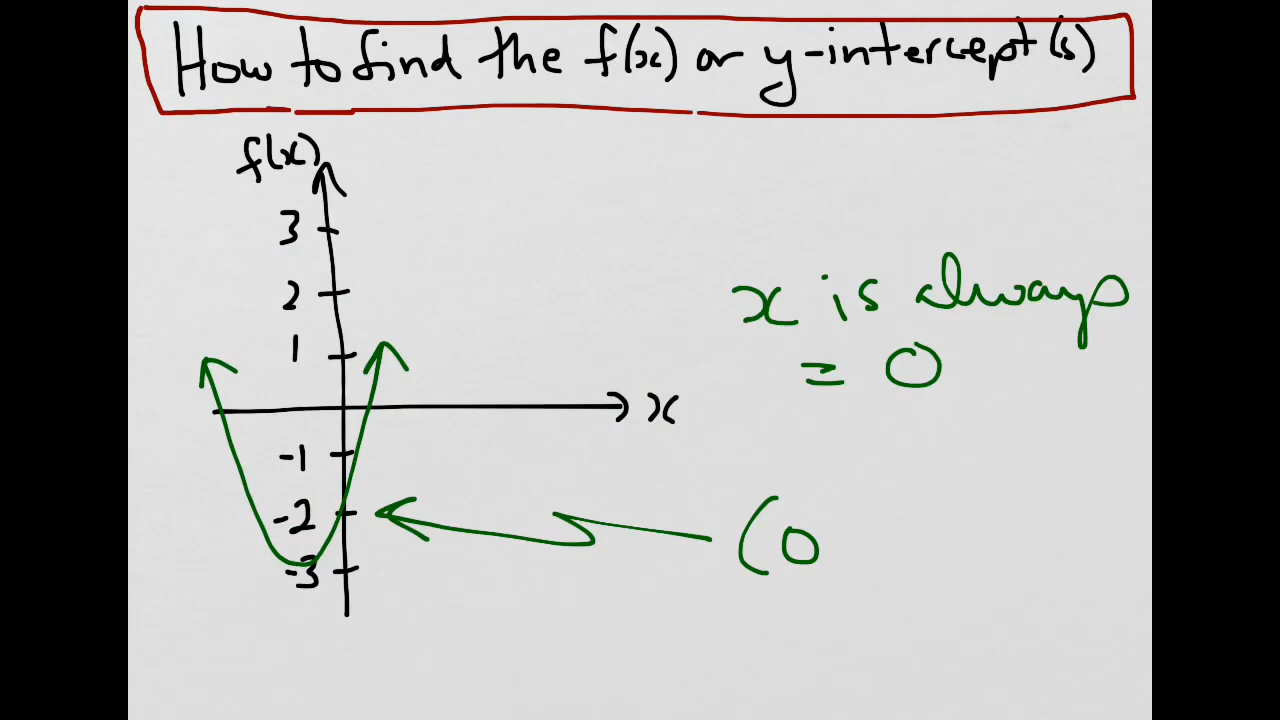 How to find the f(x) or y-intercept(s)
f(x)
3
2
1
x
-1
-2
-3
x is always
= 0
(0